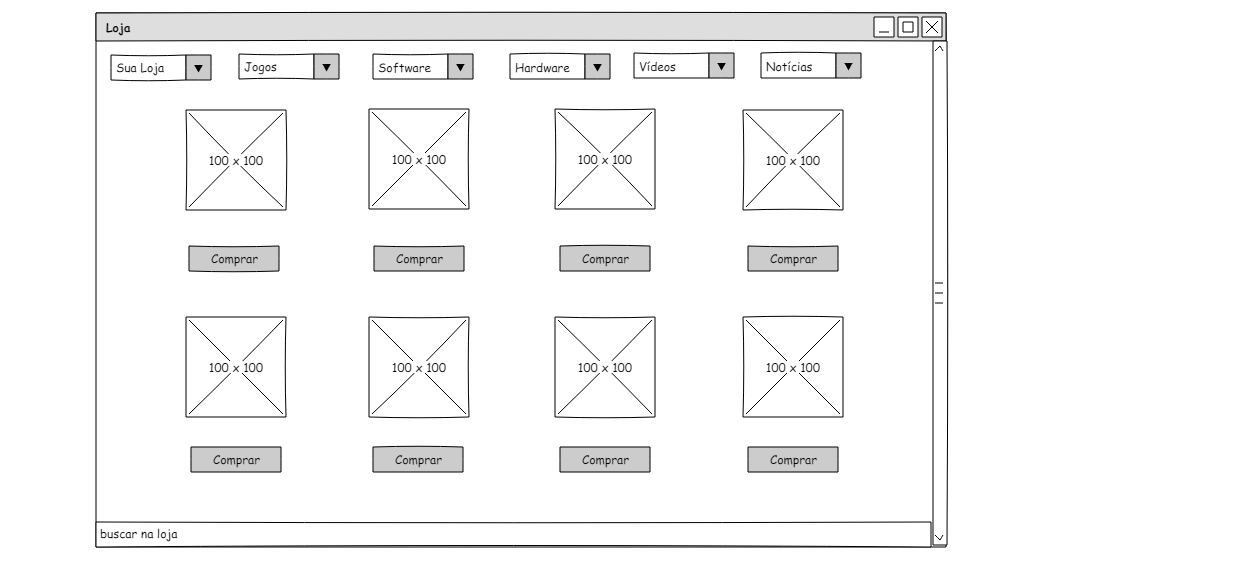 Loja
Sua Loja Jogos Software Hardware Vídeos Notícias
100 x 100 100 x 100 100 x 100 100 x 100
Comprar Comprar Comprar Comprar
100 x 100 100 x 100 100 x 100 100 x 100
Comprar Comprar Comprar Comprar
buscar na loja